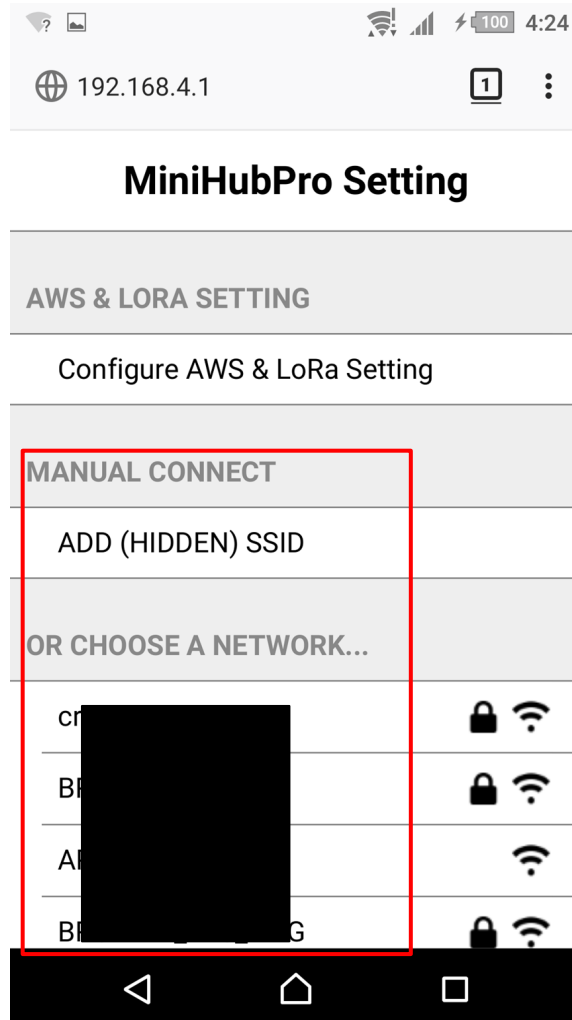 ? 100 4:24
192.168.4.1 1
MiniHubPro Setting
AWS & LORA SETTING
Configure AWS & LoRa Setting
MANUAL CONNECT
ADD (HIDDEN) SSID
OR CHOOSE A NETWORK...